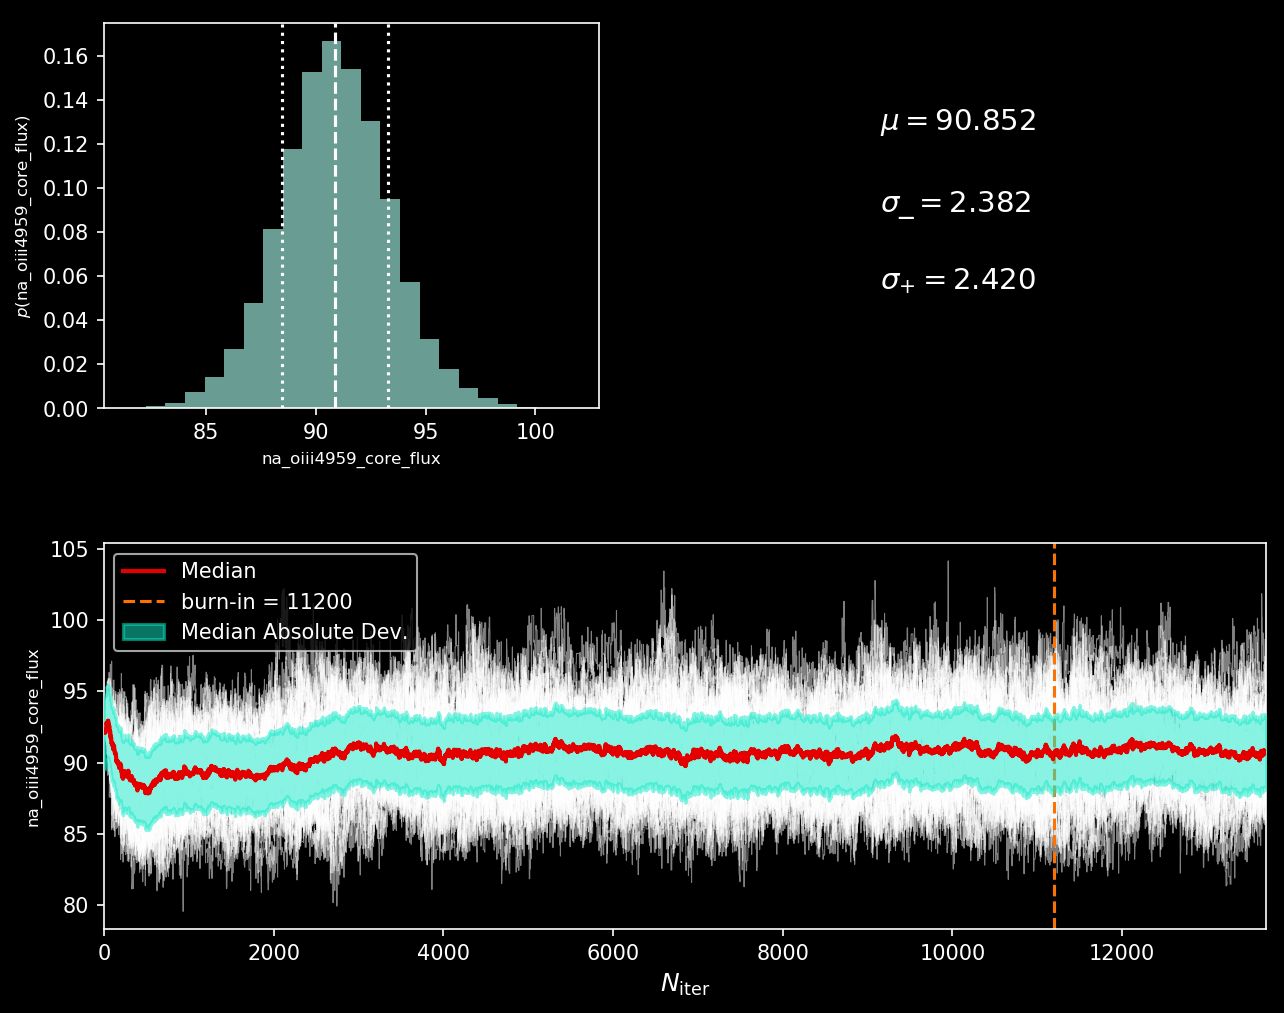 0.16
0.14
0.12
0.10
0.08
0.06
0.04
0.02
0.00
p(na_oiii4959_core_flux)
85 90 95 100
na_oiii4959_core_flux
μ = 90.852
σ₋ = 2.382
σ₊ = 2.420
105
100
95
90
85
80
na_oiii4959_core_flux
Median
burn-in = 11200
Median Absolute Dev.
0 2000 4000 6000 8000 10000 12000
N_iter